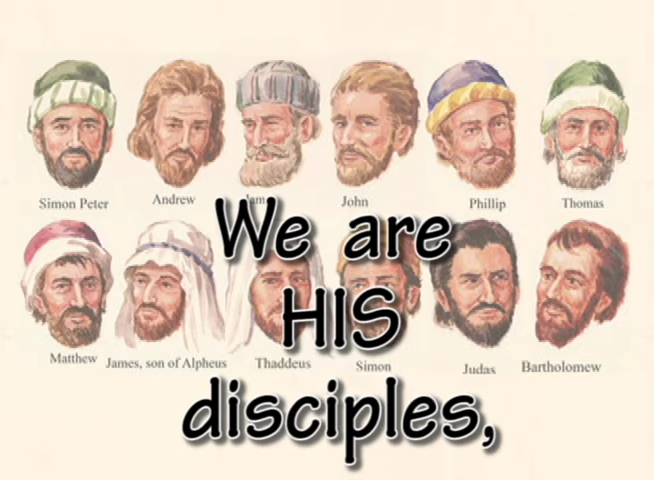 Simon Peter Andrew John Phillip Thomas
We are
HIS
Matthew James, son of Alpheus Thaddeus Simon Judas Bartholomew
disciples,